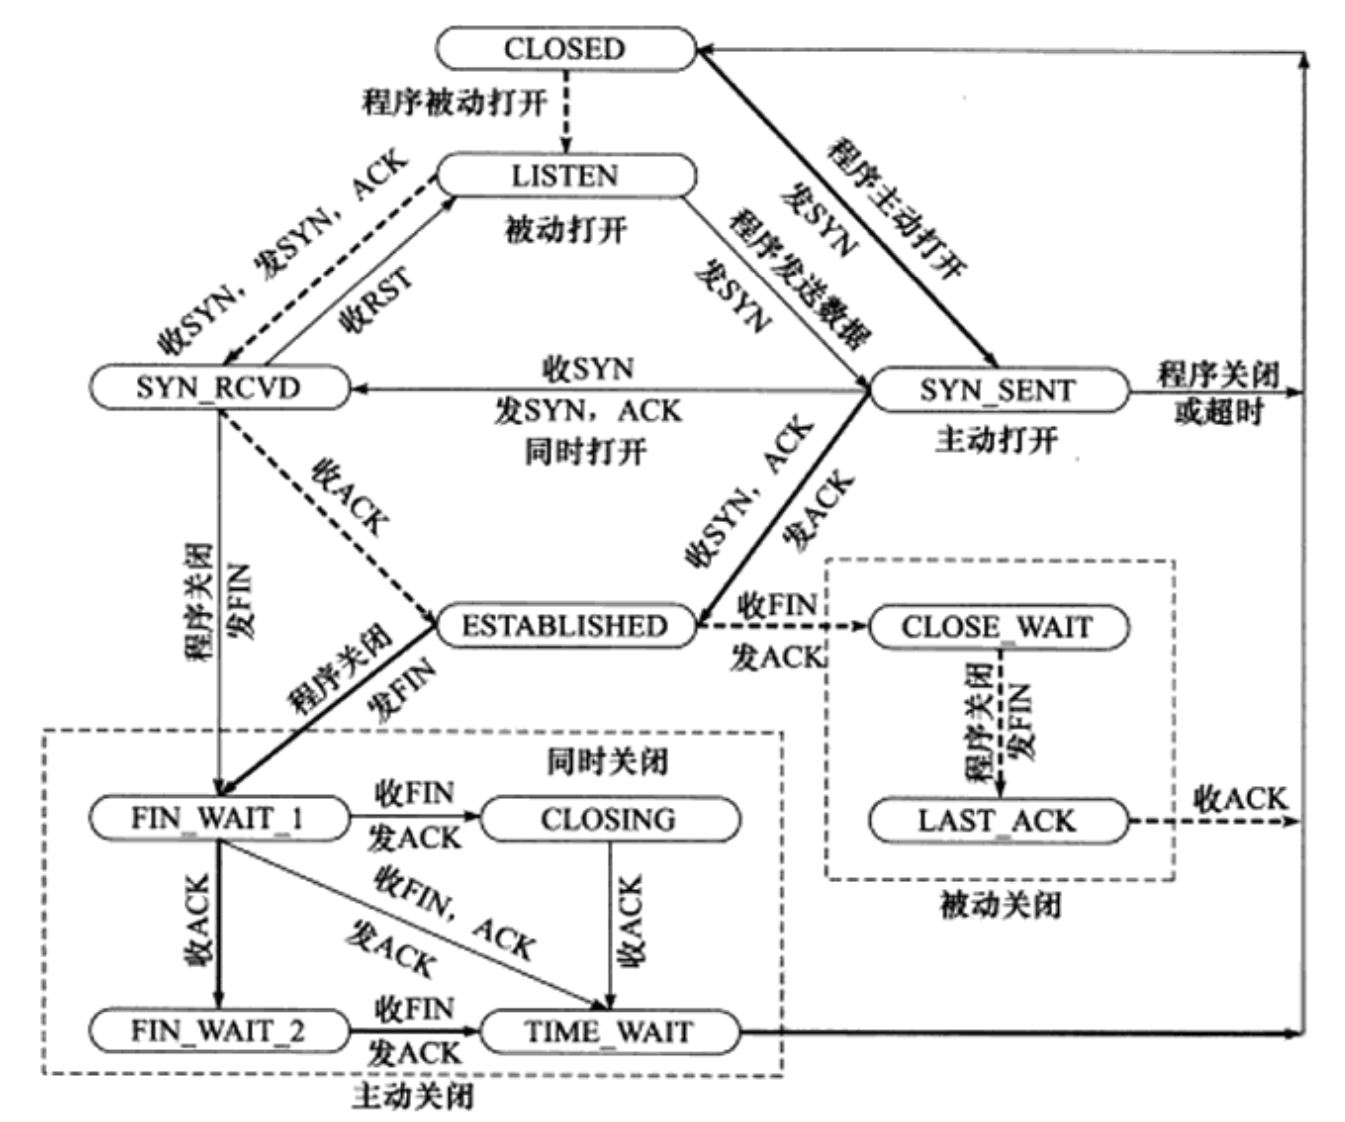 CLOSED
程序被动打开
LISTEN
被动打开
程序主动打开
发SYN
收SYN，发SYN，ACK
收RST
程序发送数据
发SYN
SYN_RCVD
收SYN
发SYN，ACK
同时打开
SYN_SENT
主动打开
程序关闭
或超时
收ACK
收SYN，ACK
发ACK
程序关闭
发FIN
ESTABLISHED
收FIN
发ACK
CLOSE_WAIT
程序关闭
发FIN
程序关闭
发FIN
同时关闭
FIN_WAIT_1
收FIN
发ACK
CLOSING
LAST_ACK
收ACK
被动关闭
收ACK
收FIN，ACK
发ACK
收ACK
FIN_WAIT_2
收FIN
发ACK
TIME_WAIT
主动关闭